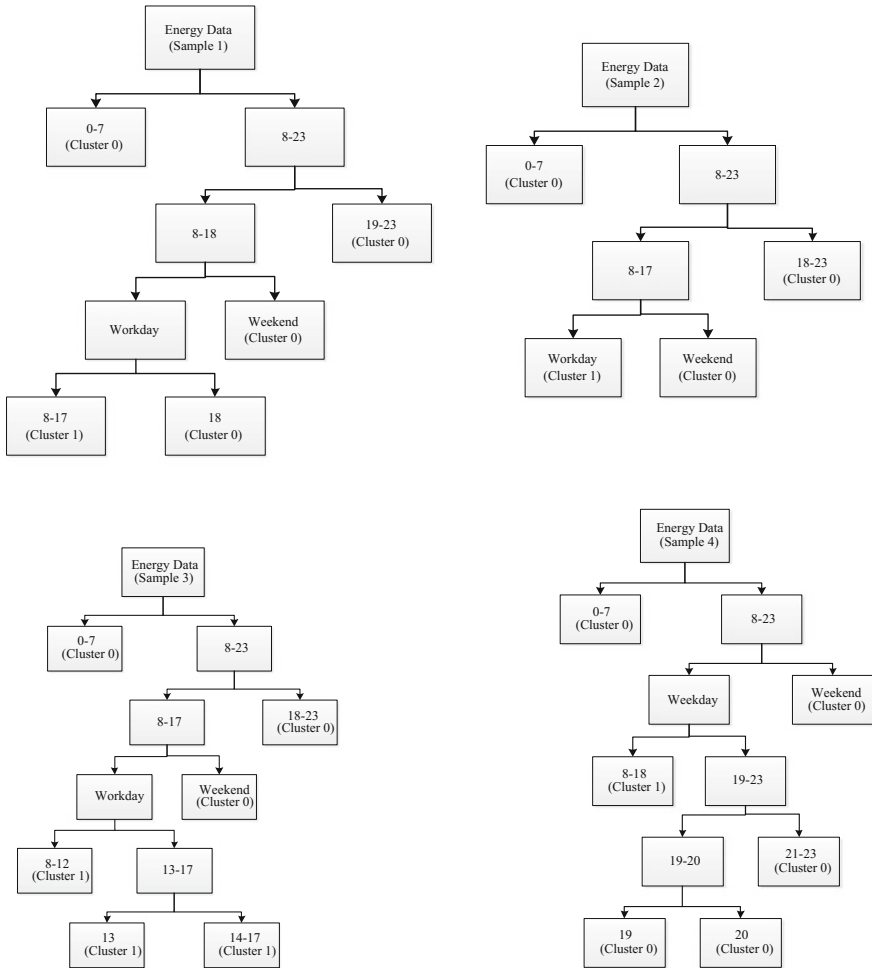 Energy Data
(Sample 1)
0-7
(Cluster 0)
8-23
8-18
19-23
(Cluster 0)
Workday
Weekend
(Cluster 0)
8-17
(Cluster 1)
18
(Cluster 0)
Energy Data
(Sample 2)
0-7
(Cluster 0)
8-23
8-17
18-23
(Cluster 0)
Workday
(Cluster 1)
Weekend
(Cluster 0)
Energy Data
(Sample 3)
0-7
(Cluster 0)
8-23
8-17
18-23
(Cluster 0)
Workday
Weekend
(Cluster 0)
8-12
(Cluster 1)
13-17
13
(Cluster 1)
14-17
(Cluster 1)
Energy Data
(Sample 4)
0-7
(Cluster 0)
8-23
Weekday
Weekend
(Cluster 0)
8-18
(Cluster 1)
19-23
19-20
21-23
(Cluster 0)
19
(Cluster 0)
20
(Cluster 0)